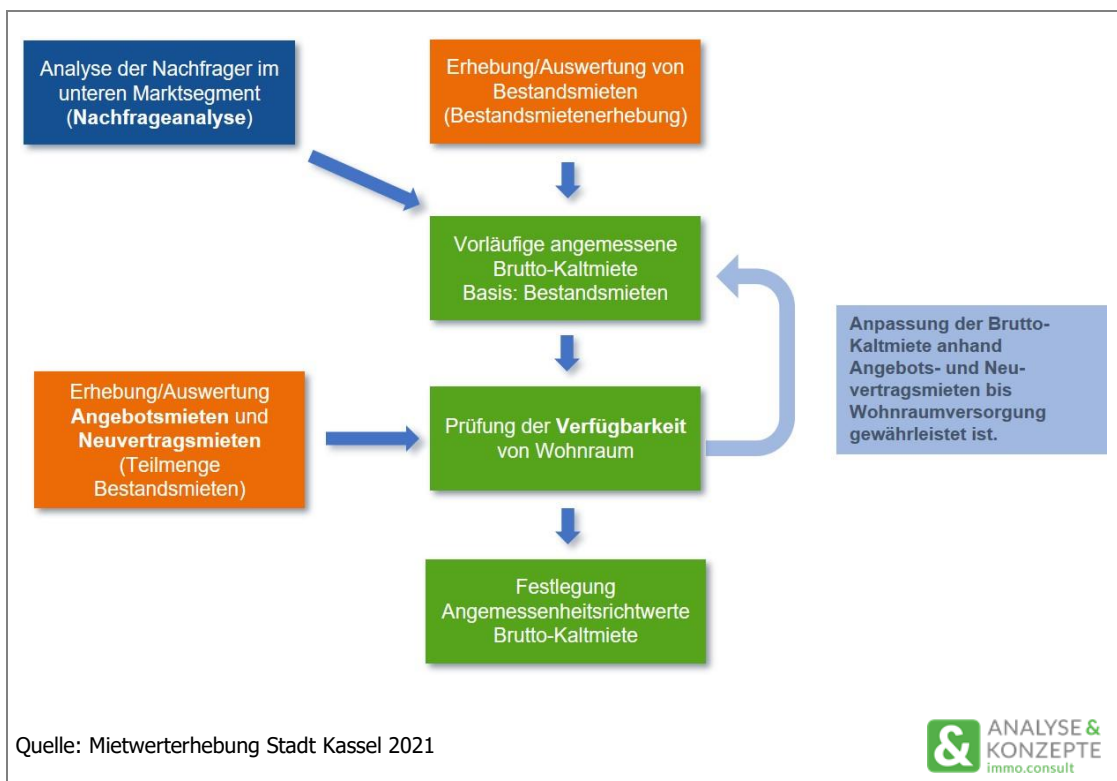 Analyse der Nachfrager im
unteren Marktsegment
(Nachfrageanalyse)
Erhebung/Auswertung von
Bestandsmieten
(Bestandsmietenerhebung)
Vorläufige angemessene
Brutto-Kaltmiete
Basis: Bestandsmieten
Anpassung der Brutto-
Kaltmiete anhand
Angebots- und Neu-
vertragsmieten bis
Wohnraumversorgung
gewährleistet ist.
Erhebung/Auswertung
Angebotsmieten und
Neuvertragsmieten
(Teilmenge
Bestandsmieten)
Prüfung der Verfügbarkeit
von Wohnraum
Festlegung
Angemessenheitsrichtwerte
Brutto-Kaltmiete
Quelle: Mietwerterhebung Stadt Kassel 2021
&
ANALYSE &
KONZEPTE
immo.consult